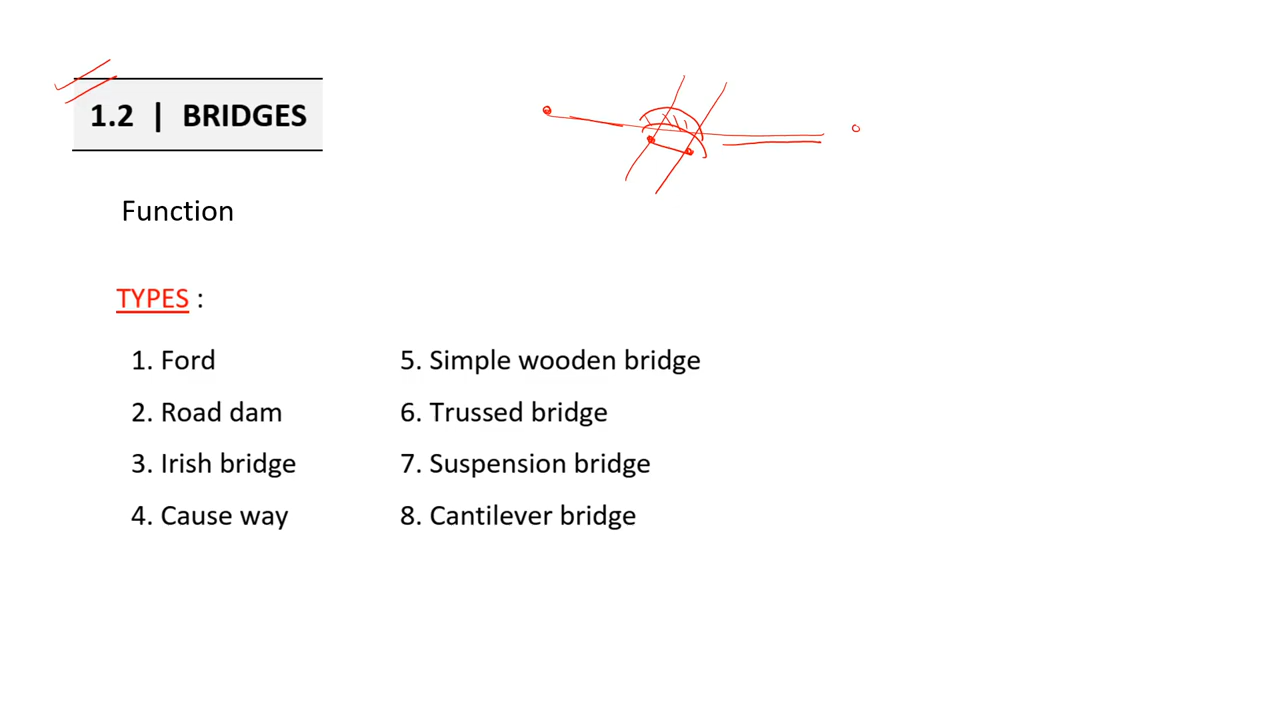 1.2 | BRIDGES
Function
TYPES :
1. Ford
2. Road dam
3. Irish bridge
4. Cause way
5. Simple wooden bridge
6. Trussed bridge
7. Suspension bridge
8. Cantilever bridge